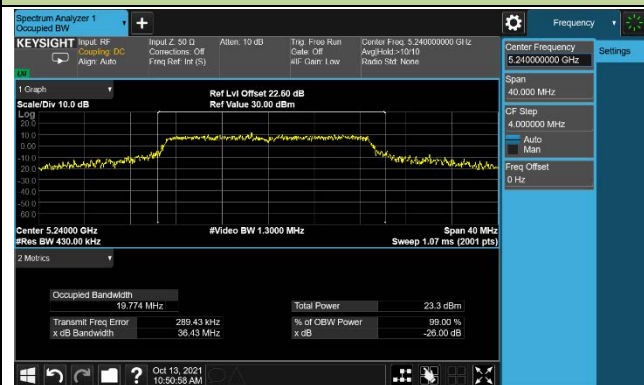 Spectrum Analyzer 1
Occupied BW
Frequency
KEYSIGHT
Input: RF
Coupling: DC
Align: Auto
Input Z: 50 Ω
Corrections: Off
Freq Ref: Int (S)
Atten: 10 dB
Trig: Free Run
Gate: Off
#IF Gain: Low
Center Freq: 5.240000000 GHz
Avg|Hold:>10/10
Radio Std: None
Center Frequency
5.240000000 GHz
Settings
Span
40.000 MHz
CF Step
4.000000 MHz
Auto
Man
Freq Offset
0 Hz
1 Graph
Scale/Div 10.0 dB
Ref Lvl Offset 22.60 dB
Ref Value 30.00 dBm
Log
20.0
10.0
0.00
-10.0
-20.0
-30.0
-40.0
-50.0
-60.0
Center 5.24000 GHz
#Res BW 430.00 kHz
#Video BW 1.3000 MHz
Span 40 MHz
Sweep 1.07 ms (2001 pts)
2 Metrics
Occupied Bandwidth
19.774 MHz
Total Power 23.3 dBm
Transmit Freq Error 289.43 kHz % of OBW Power 99.00 %
x dB Bandwidth 36.43 MHz x dB -26.00 dB
Oct 13, 2021
10:50:58 AM